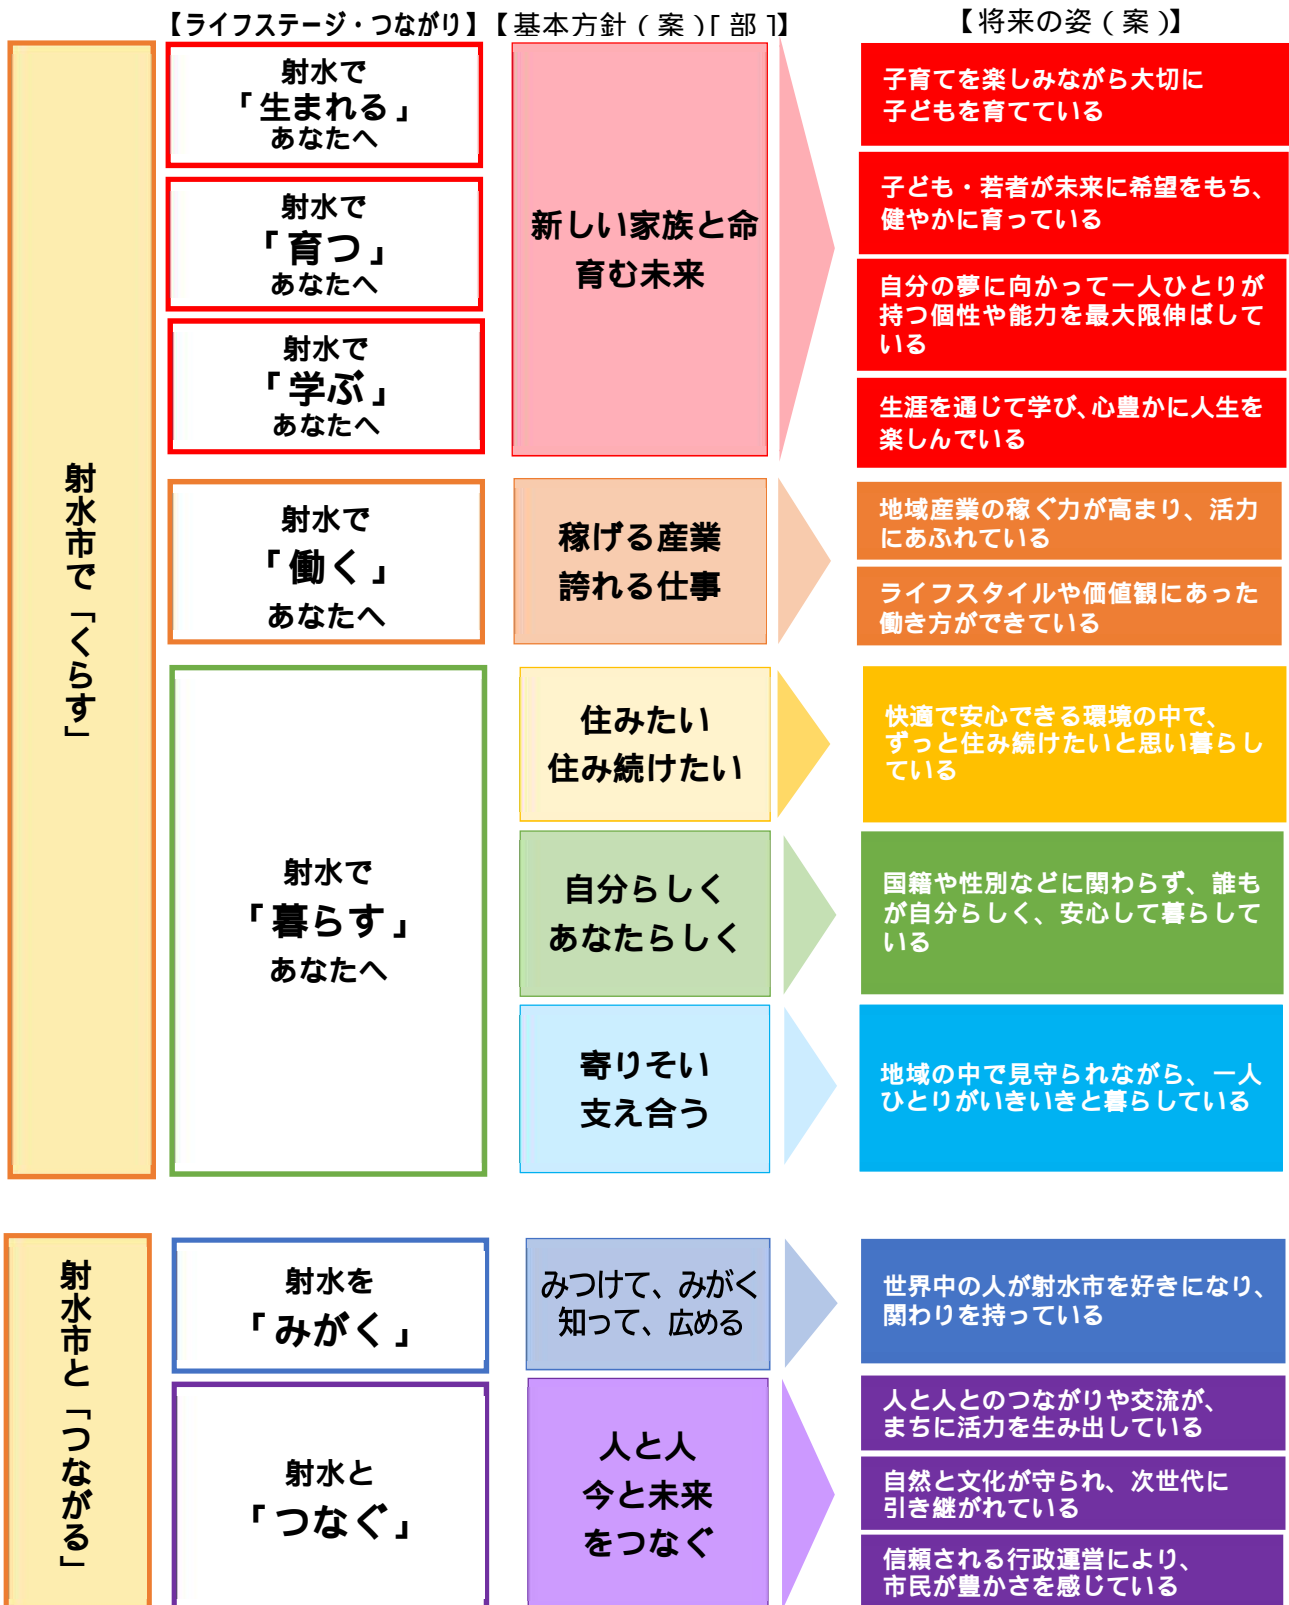 【ライフステージ・つながり】
【基本方針（案）[部]】
【将来の姿（案）】
射水市で「くらす」
射水で
「生まれる」
あなたへ
射水で
「育つ」
あなたへ
射水で
「学ぶ」
あなたへ
新しい家族と命
育む未来
子育てを楽しみながら大切に
子どもを育てている
子ども・若者が未来に希望をもち、
健やかに育っている
自分の夢に向かって一人ひとりが
持つ個性や能力を最大限伸ばして
いる
生涯を通じて学び、心豊かに人生を
楽しんでいる
射水で
「働く」
あなたへ
稼げる産業
誇れる仕事
地域産業の稼ぐ力が高まり、活力
にあふれている
ライフスタイルや価値観にあった
働き方ができている
射水で
「暮らす」
あなたへ
住みたい
住み続けたい
快適で安心できる環境の中で、
ずっと住み続けたいと思い暮らし
ている
自分らしく
あなたらしく
国籍や性別などに関わらず、誰も
が自分らしく、安心して暮らして
いる
寄りそい
支え合う
地域の中で見守られながら、一人
ひとりがいきいきと暮らしている
射水市と「つながる」
射水を
「みがく」
みつけて、みがく
知って、広める
世界中の人が射水市を好きになり、
関わりを持っている
射水と
「つなぐ」
人と人
今と未来
をつなぐ
人と人とのつながりや交流が、
まちに活力を生み出している
自然と文化が守られ、次世代に
引き継がれている
信頼される行政運営により、
市民が豊かさを感じている